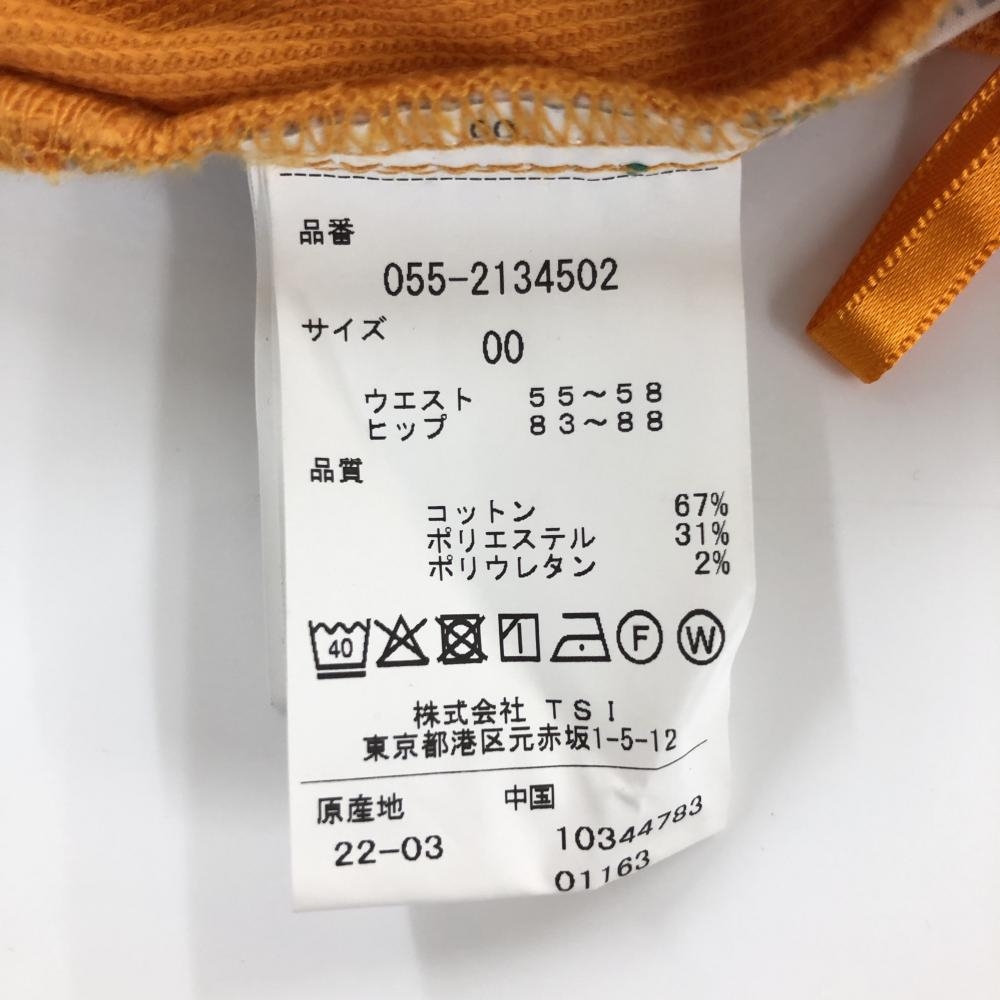 00
品番
055-2134502
サイズ
00
ウエスト 55～58
ヒップ 83～88
品質
コットン 67%
ポリエステル 31%
ポリウレタン 2%
40 F W
株式会社 TSI
東京都港区元赤坂1-5-12
原産地 中国
22-03 10344783
01163